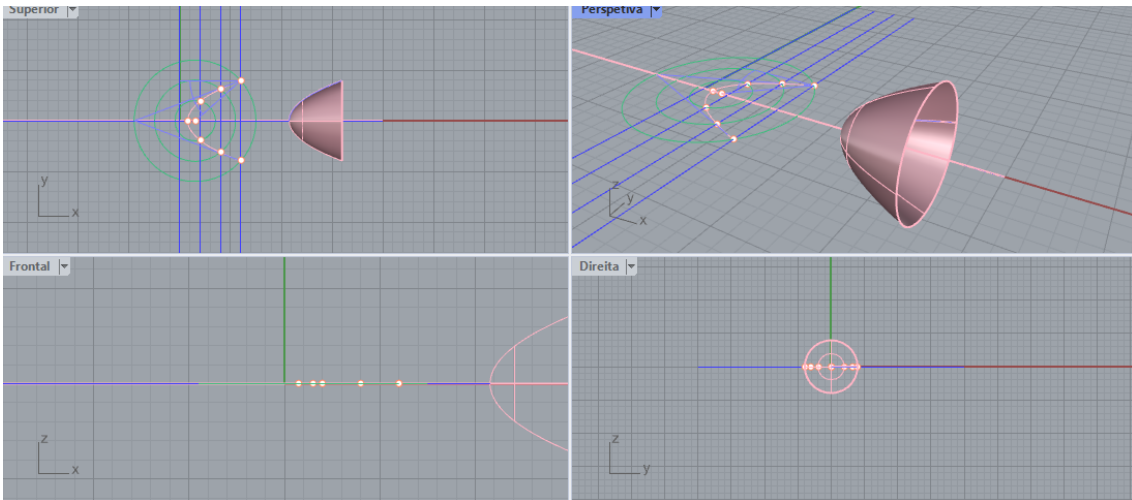 Superior
Perspetiva
y
x
z
y
x
Frontal
Direita
z
x
z
y